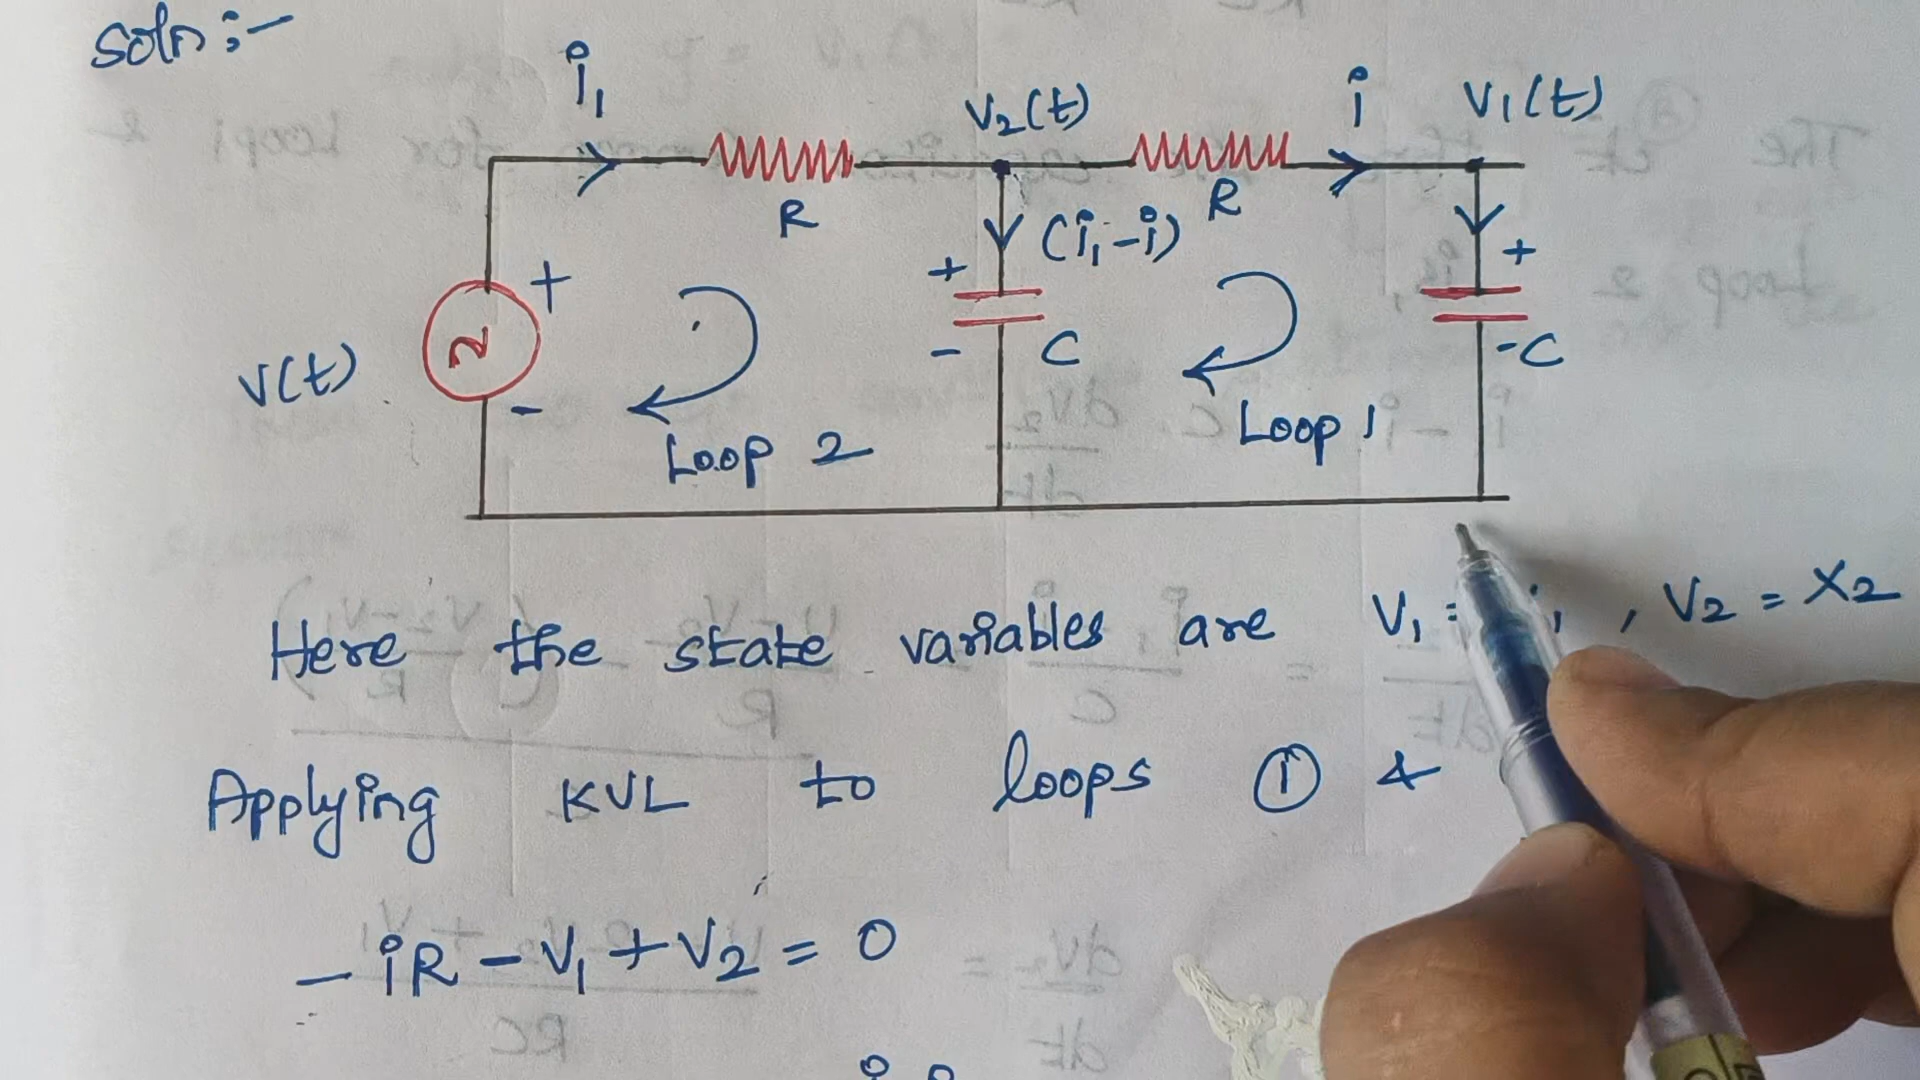 Soln :-
i₁
V₂(t)
i
V₁(t)
R
(i₁-i)
R
+
+
+
-
C
-C
V(t)
-
Loop 2
Loop 1
Here the state variables are V₁ = , V₂ = X₂
Applying KVL to loops ① &
- iR - V₁ + V₂ = 0